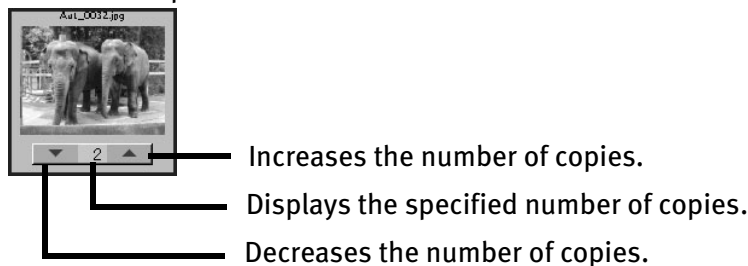 Aut_0032.jpg
2
Increases the number of copies.
Displays the specified number of copies.
Decreases the number of copies.